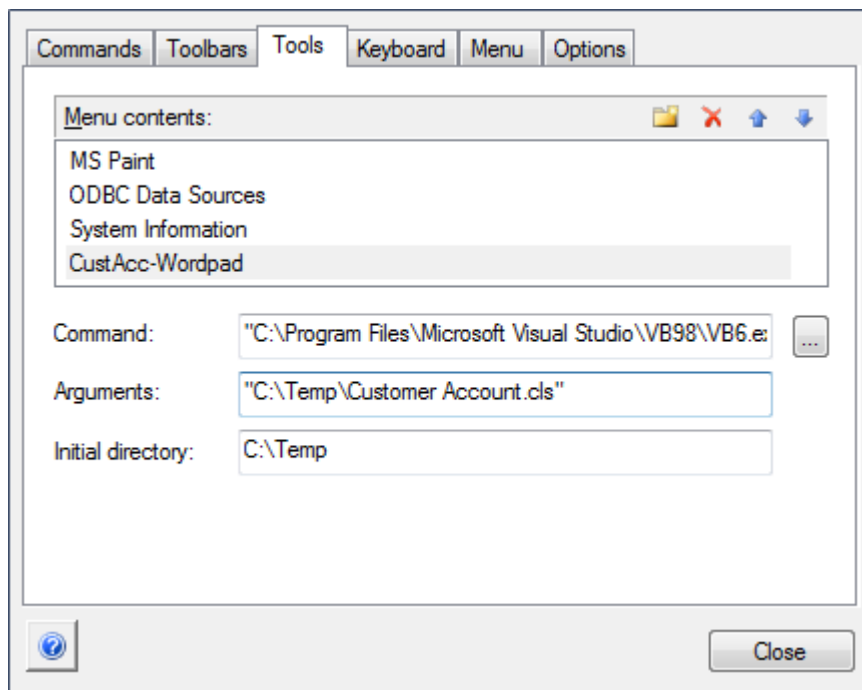 Commands Toolbars Tools Keyboard Menu Options
Menu contents:
MS Paint
ODBC Data Sources
System Information
CustAcc-Wordpad
Command: "C:\Program Files\Microsoft Visual Studio\VB98\VB6.ex ...
Arguments: "C:\Temp\Customer Account.cls"
Initial directory: C:\Temp
? Close